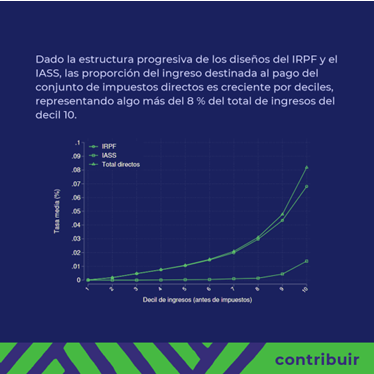 Dado la estructura progresiva de los diseños del IRPF y el
IASS, las proporción del ingreso destinada al pago del
conjunto de impuestos directos es creciente por deciles,
representando algo más del 8 % del total de ingresos del
decil 10.
.1
IRPF
IASS
Total directos
.09
.08
.07
.06
.05
.04
.03
.02
.01
0
Tasa media (%)
1 2 3 4 5 6 7 8 9 10
Decil de ingresos (antes de impuestos)
contribuir